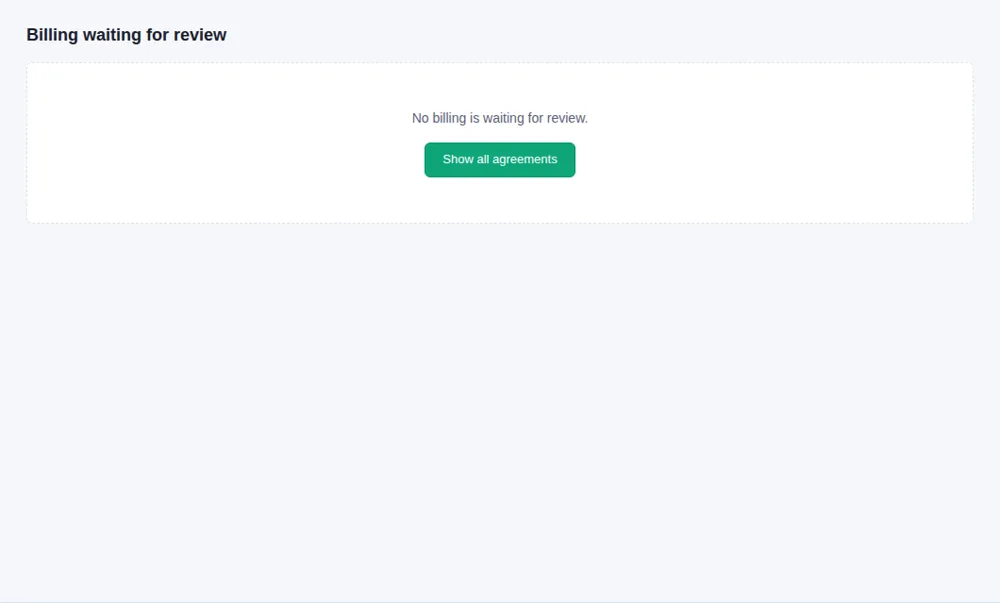 Billing waiting for review
No billing is waiting for review.
Show all agreements